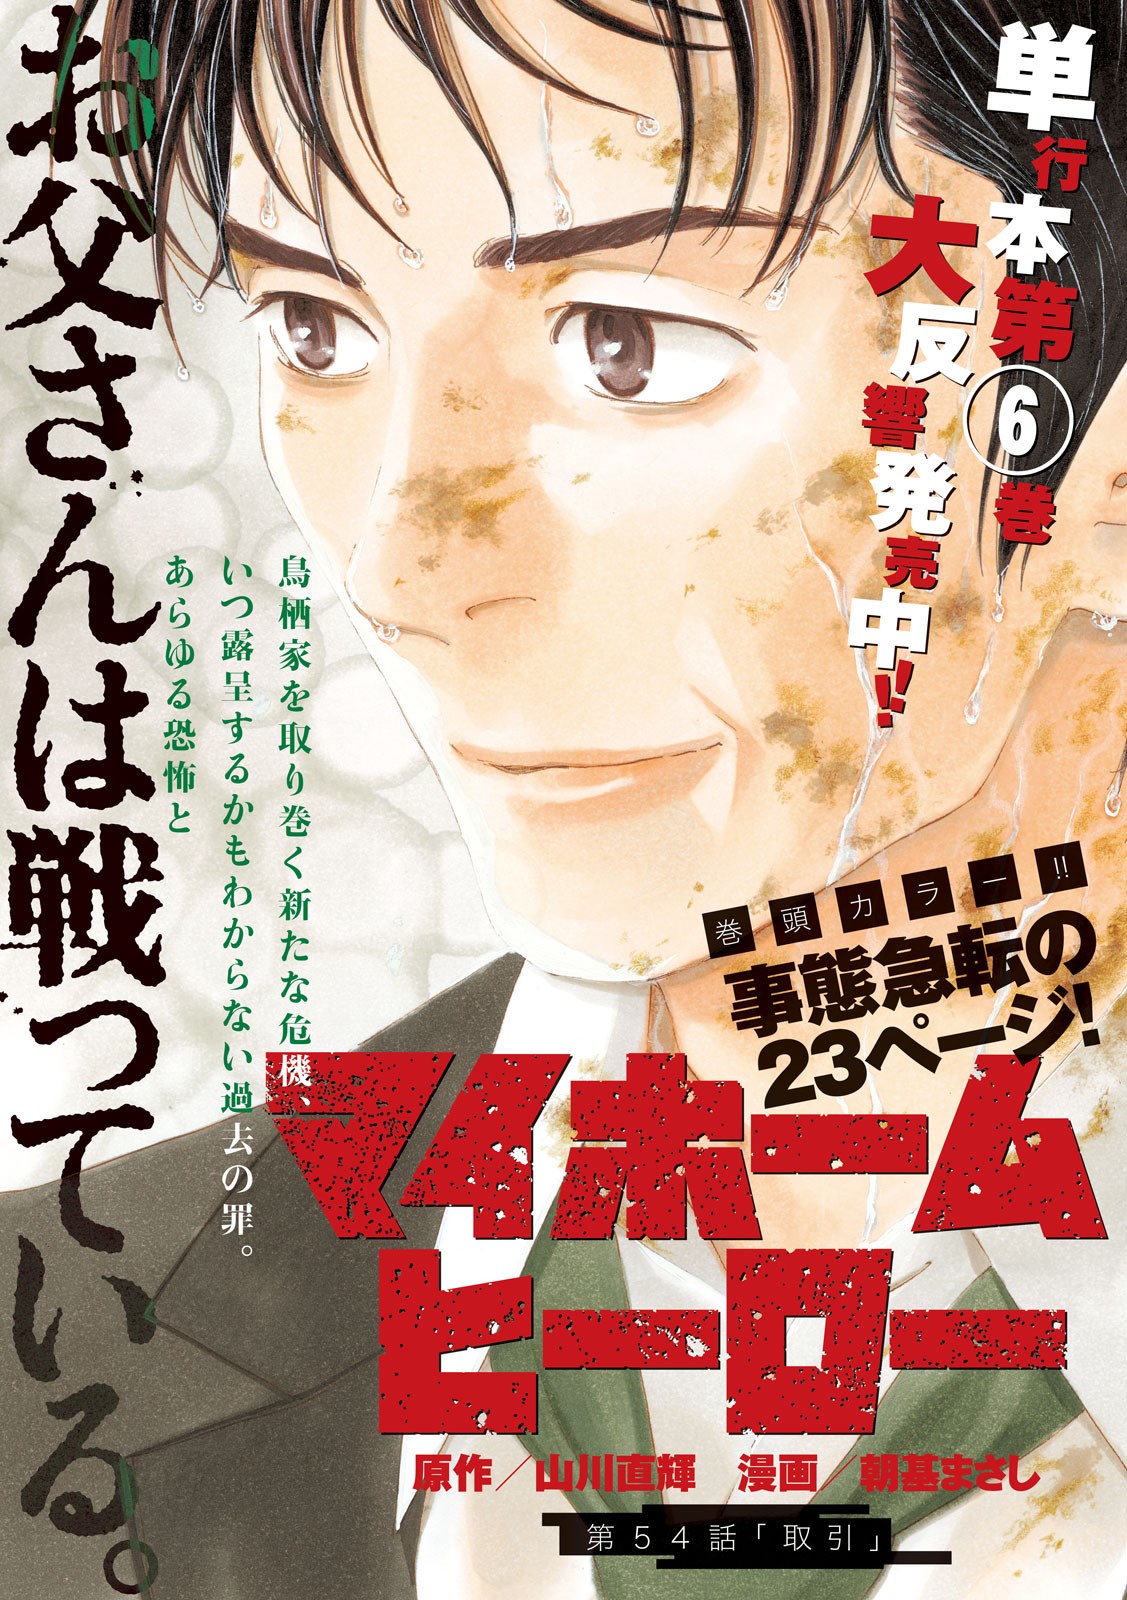 単行本第⑥巻
大反響発売中!!
鳥栖家を取り巻く新たな危機、
いつ露呈するかもわからない過去の罪。
あらゆる恐怖と
お父さんは戦っている。
巻頭カラー!!
事態急転の
23ページ!
マイホーム
ヒーロー
原作／山川直輝　漫画／朝基まさし
第54話「取引」